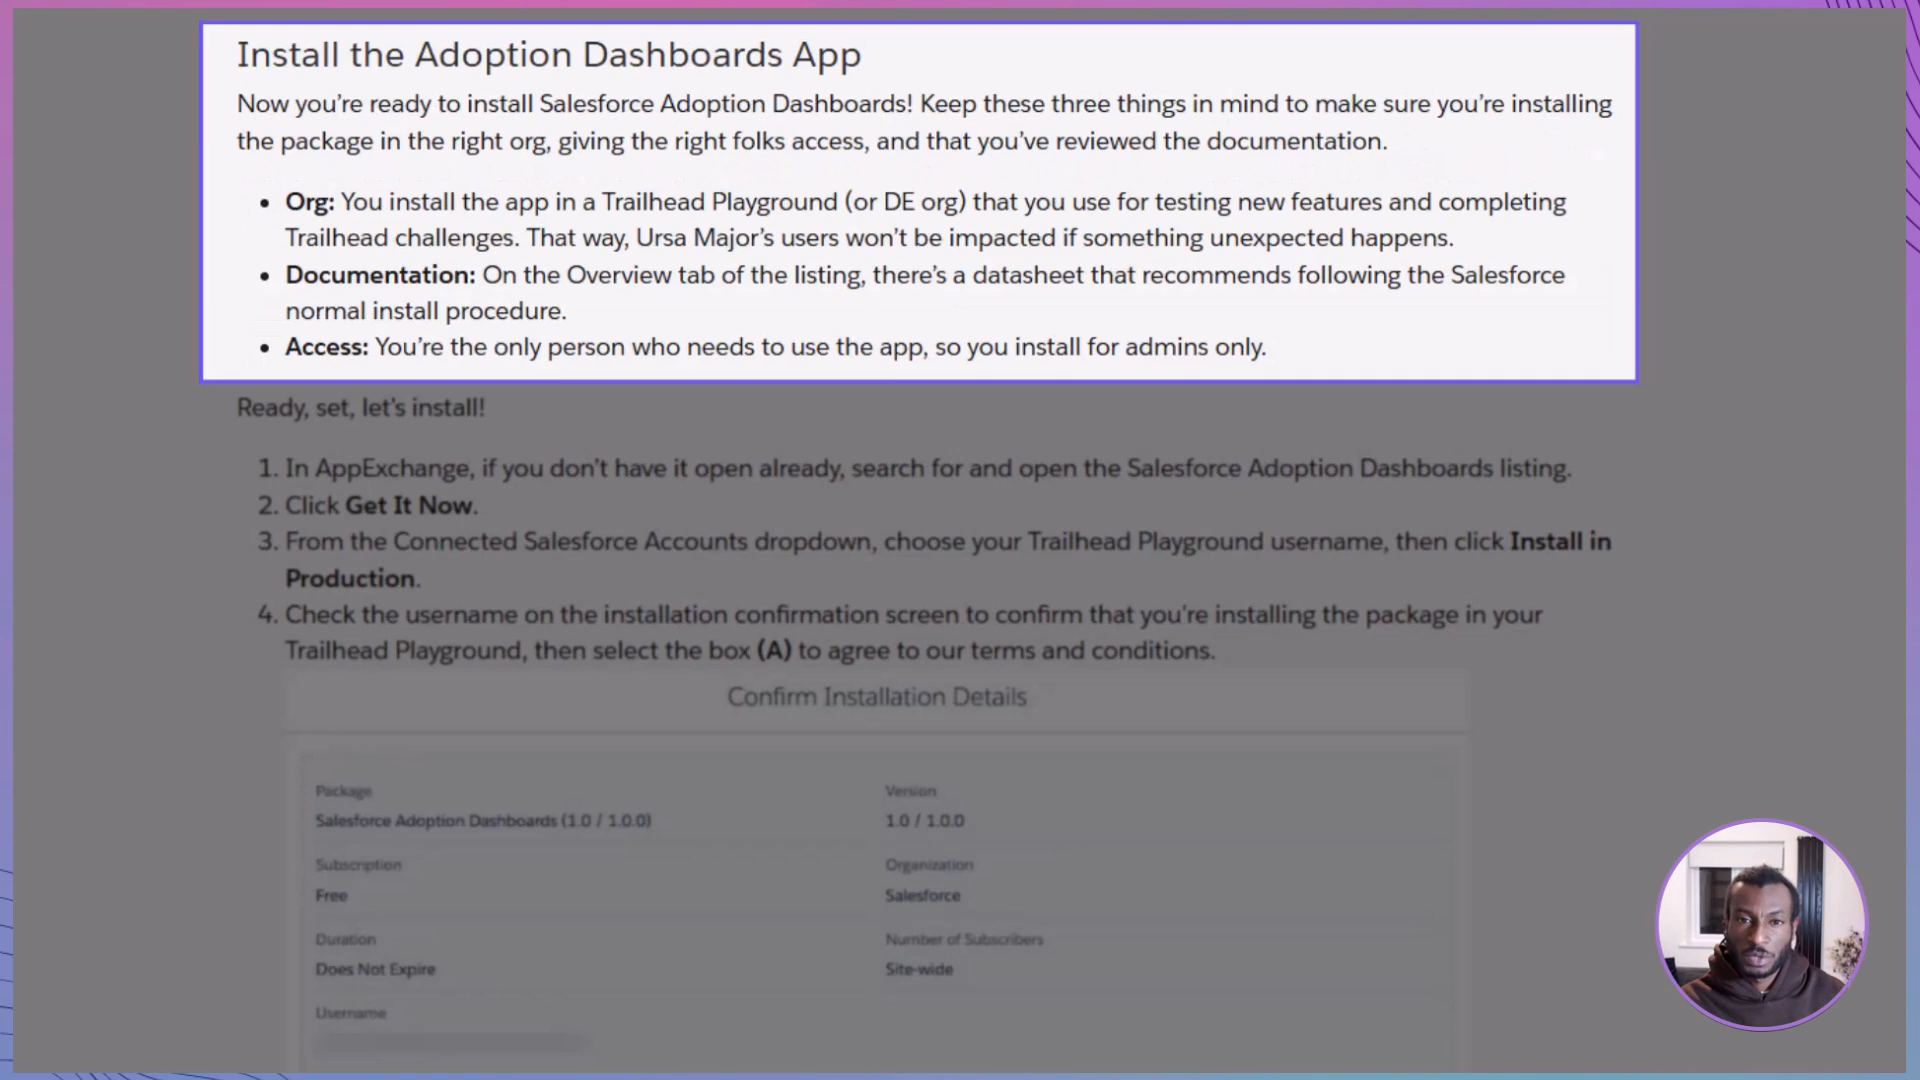 Install the Adoption Dashboards App
Now you're ready to install Salesforce Adoption Dashboards! Keep these three things in mind to make sure you're installing
the package in the right org, giving the right folks access, and that you've reviewed the documentation.
• Org: You install the app in a Trailhead Playground (or DE org) that you use for testing new features and completing
Trailhead challenges. That way, Ursa Major's users won't be impacted if something unexpected happens.
• Documentation: On the Overview tab of the listing, there's a datasheet that recommends following the Salesforce
normal install procedure.
• Access: You're the only person who needs to use the app, so you install for admins only.
Ready, set, let's install!
1. In AppExchange, if you don't have it open already, search for and open the Salesforce Adoption Dashboards listing.
2. Click Get It Now.
3. From the Connected Salesforce Accounts dropdown, choose your Trailhead Playground username, then click Install in
Production.
4. Check the username on the installation confirmation screen to confirm that you're installing the package in your
Trailhead Playground, then select the box (A) to agree to our terms and conditions.
Confirm Installation Details
Package
Salesforce Adoption Dashboards (1.0 / 1.0.0)
Version
1.0 / 1.0.0
Subscription
Free
Organization
Salesforce
Duration
Does Not Expire
Number of Subscribers
Site-wide
Username